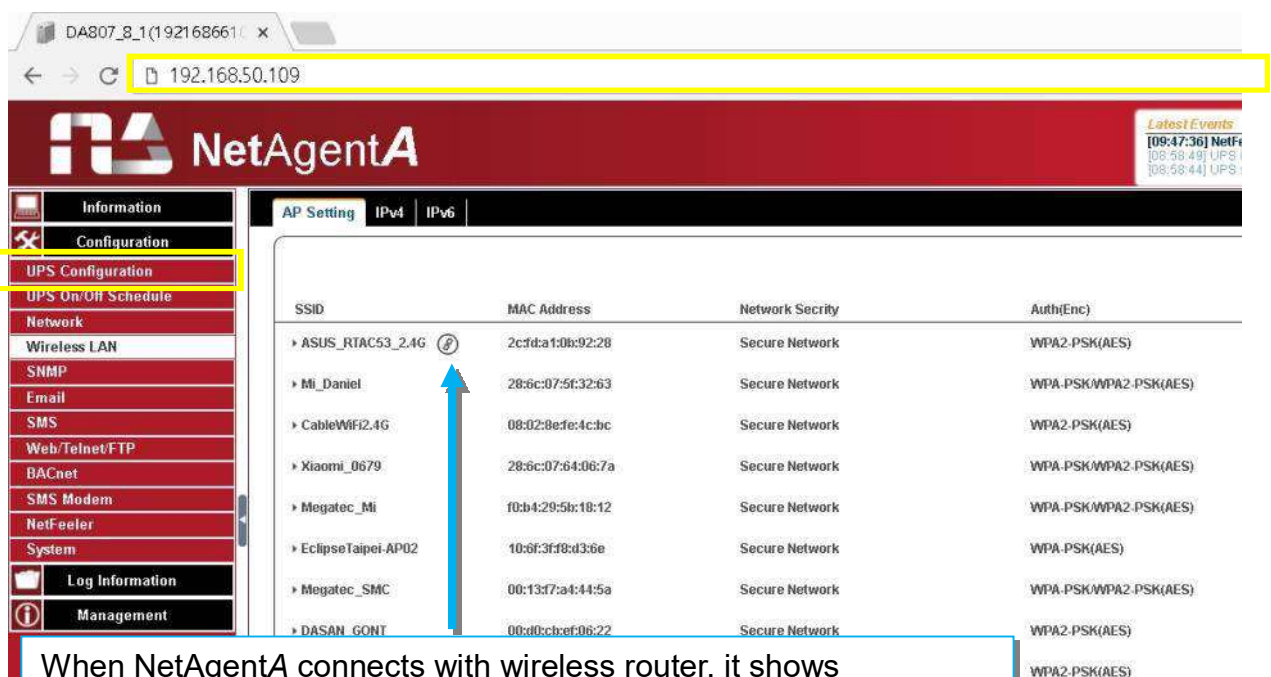 DA807_8_1(192168661
192.168.50.109
NetAgentA
Latest Events
[09:47:36] NetFe
[08:58:49] UPS
[08:58:44] UPS
Information
Configuration
UPS Configuration
UPS On/Off Schedule
Network
Wireless LAN
SNMP
Email
SMS
Web/Telnet/FTP
BACnet
SMS Modem
NetFeeler
System
Log Information
Management
AP Setting IPv4 IPv6
SSID MAC Address Network Secrity Auth(Enc)
ASUS_RTAC53_2.4G 2c:fd:a1:0b:92:28 Secure Network WPA2-PSK(AES)
Mi_Daniel 28:6c:07:5f:32:63 Secure Network WPA-PSK/WPA2-PSK(AES)
CableWiFi2.4G 08:02:8e:fe:4c:bc Secure Network WPA2-PSK(AES)
Xiaomi_0679 28:6c:07:64:06:7a Secure Network WPA-PSK/WPA2-PSK(AES)
Megatec_Mi f0:b4:29:5b:18:12 Secure Network WPA-PSK/WPA2-PSK(AES)
EclipseTaipei-AP02 10:6f:3f:f8:d3:6e Secure Network WPA-PSK(AES)
Megatec_SMC 00:13:f7:a4:44:5a Secure Network WPA-PSK/WPA2-PSK(AES)
DASAN_GONT 00:d0:cb:ef:06:22 Secure Network WPA2-PSK(AES)
WPA2-PSK(AES)
When NetAgentA connects with wireless router, it shows